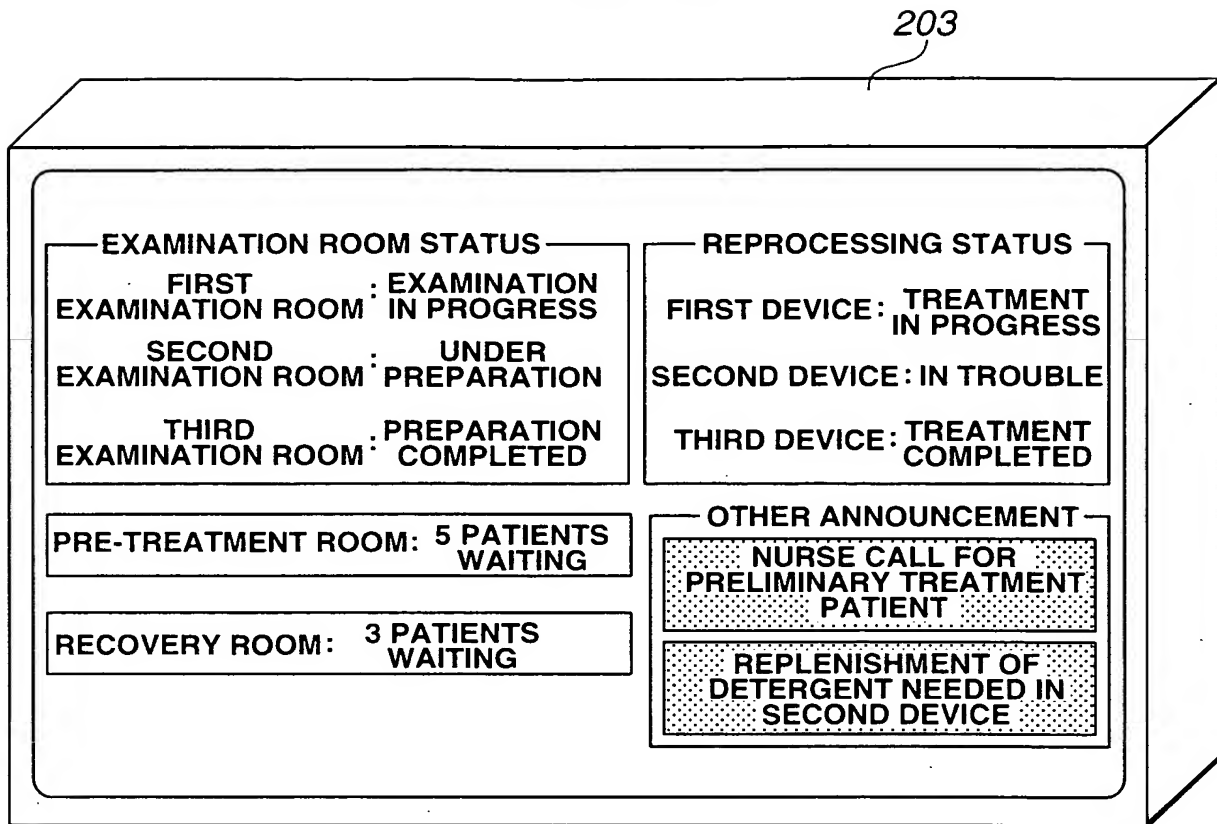 203
EXAMINATION ROOM STATUS
FIRST
EXAMINATION ROOM : EXAMINATION
IN PROGRESS
SECOND
EXAMINATION ROOM : UNDER
PREPARATION
THIRD
EXAMINATION ROOM : PREPARATION
COMPLETED
PRE-TREATMENT ROOM: 5 PATIENTS
WAITING
RECOVERY ROOM: 3 PATIENTS
WAITING
REPROCESSING STATUS
FIRST DEVICE: TREATMENT
IN PROGRESS
SECOND DEVICE: IN TROUBLE
THIRD DEVICE: TREATMENT
COMPLETED
OTHER ANNOUNCEMENT
NURSE CALL FOR
PRELIMINARY TREATMENT
PATIENT
REPLENISHMENT OF
DETERGENT NEEDED IN
SECOND DEVICE